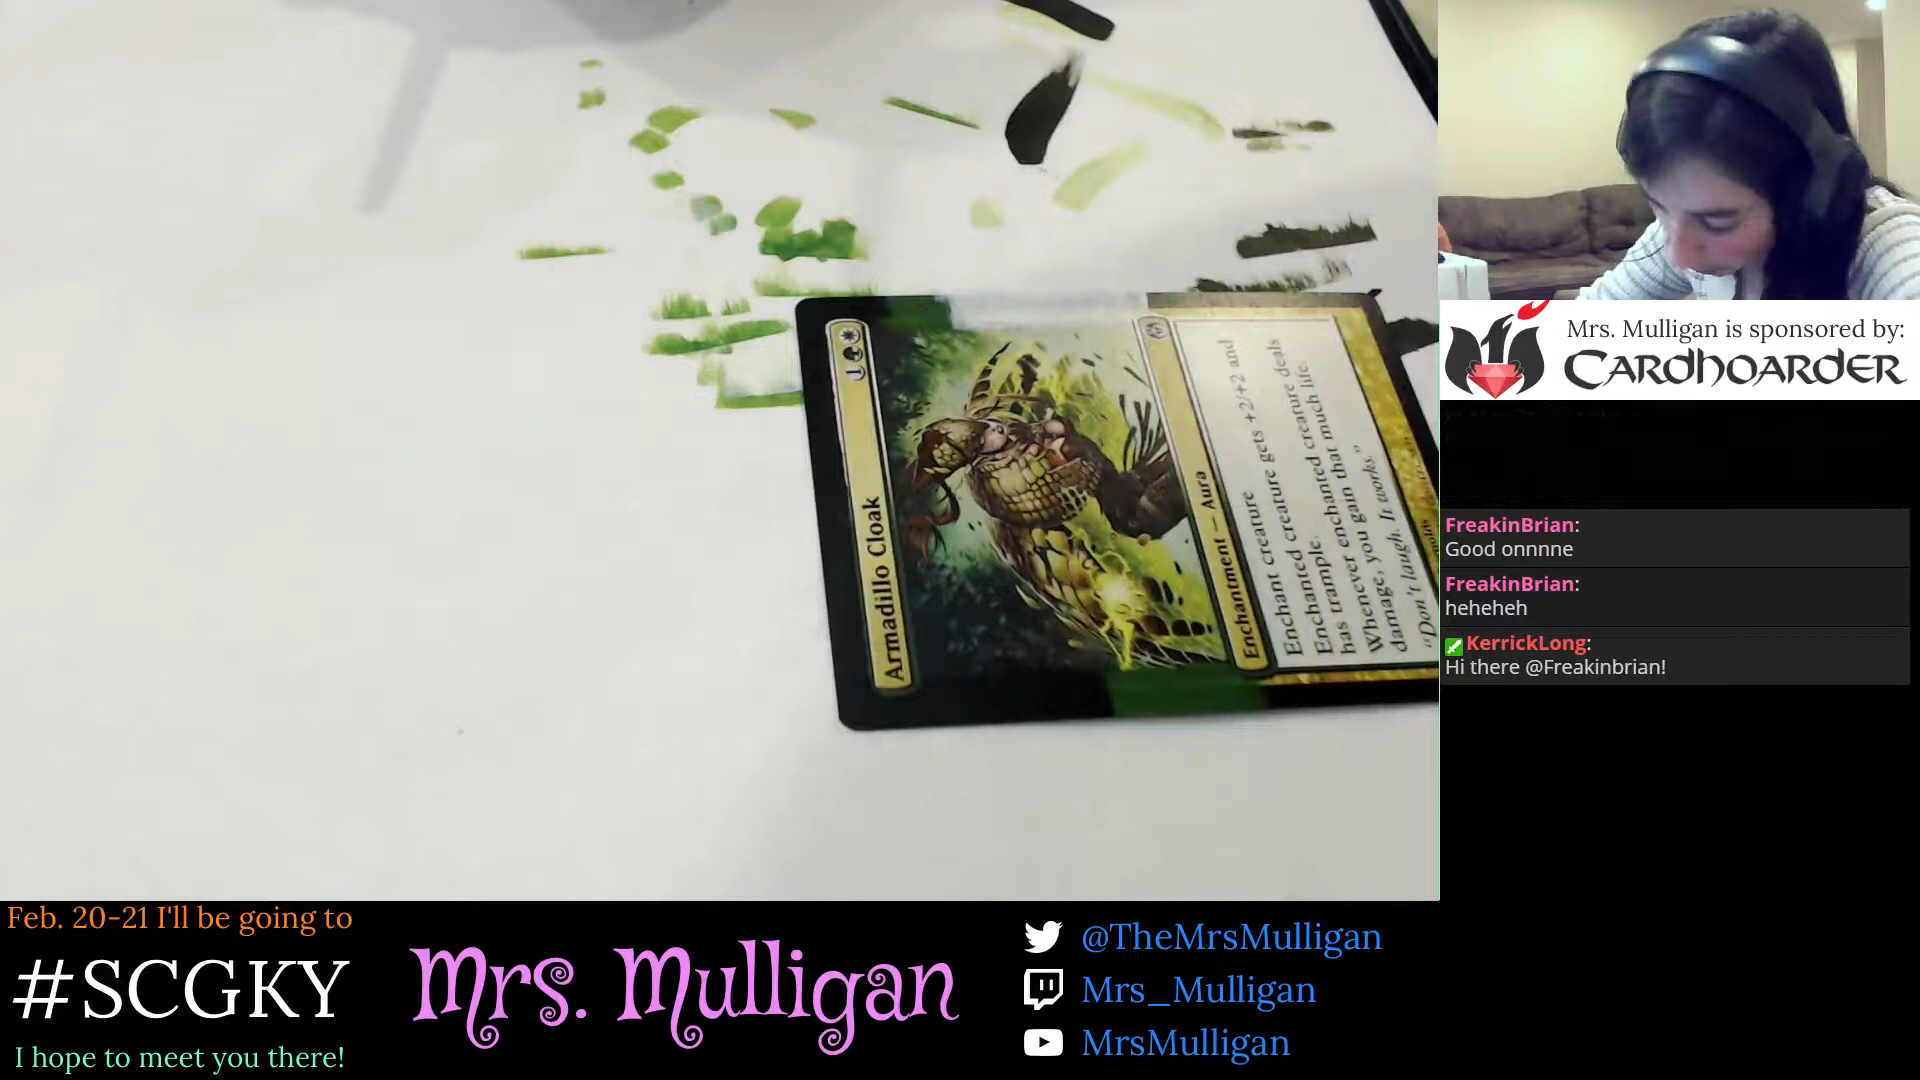 Armadillo Cloak
1
Enchantment — Aura
Enchant creature
Enchanted creature gets +2/+2 and
has trample.
Whenever enchanted creature deals
damage, you gain that much life.
"Don't laugh. It works."
Mrs. Mulligan is sponsored by:
CARDHOARDER
FreakinBrian:
Good onnnne
FreakinBrian:
heheheh
KerrickLong:
Hi there @Freakinbrian!
Feb. 20-21 I'll be going to
#SCGKY
I hope to meet you there!
Mrs. Mulligan
@TheMrsMulligan
Mrs_Mulligan
MrsMulligan